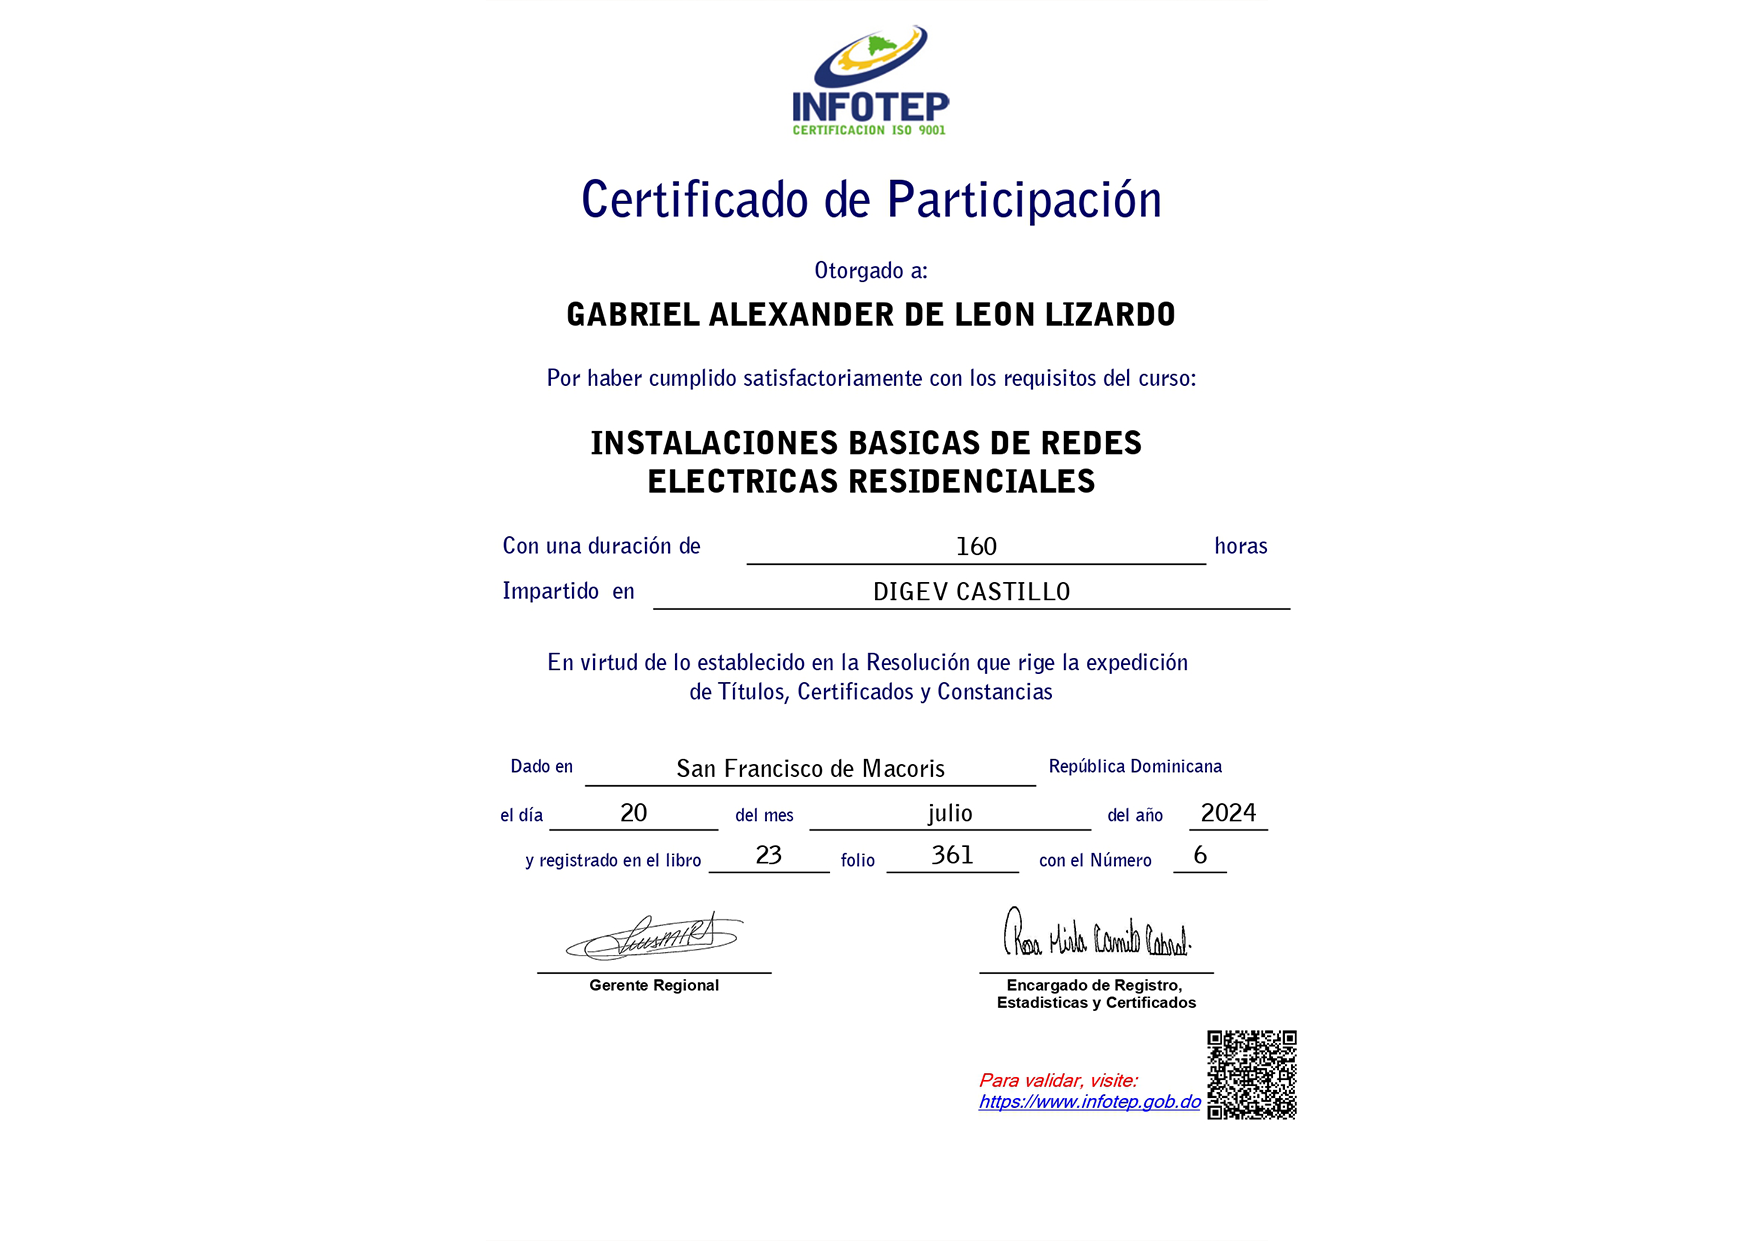 INFOTEP
CERTIFICACION ISO 9001
Certificado de Participación
Otorgado a:
GABRIEL ALEXANDER DE LEON LIZARDO
Por haber cumplido satisfactoriamente con los requisitos del curso:
INSTALACIONES BASICAS DE REDES
ELECTRICAS RESIDENCIALES
Con una duración de 160 horas
Impartido en DIGEV CASTILLO
En virtud de lo establecido en la Resolución que rige la expedición
de Títulos, Certificados y Constancias
Dado en San Francisco de Macoris República Dominicana
el día 20 del mes julio del año 2024
y registrado en el libro 23 folio 361 con el Número 6
Rosa Mirla Camilo Cabral.
Gerente Regional
Encargado de Registro,
Estadisticas y Certificados
Para validar, visite:
https://www.infotep.gob.do